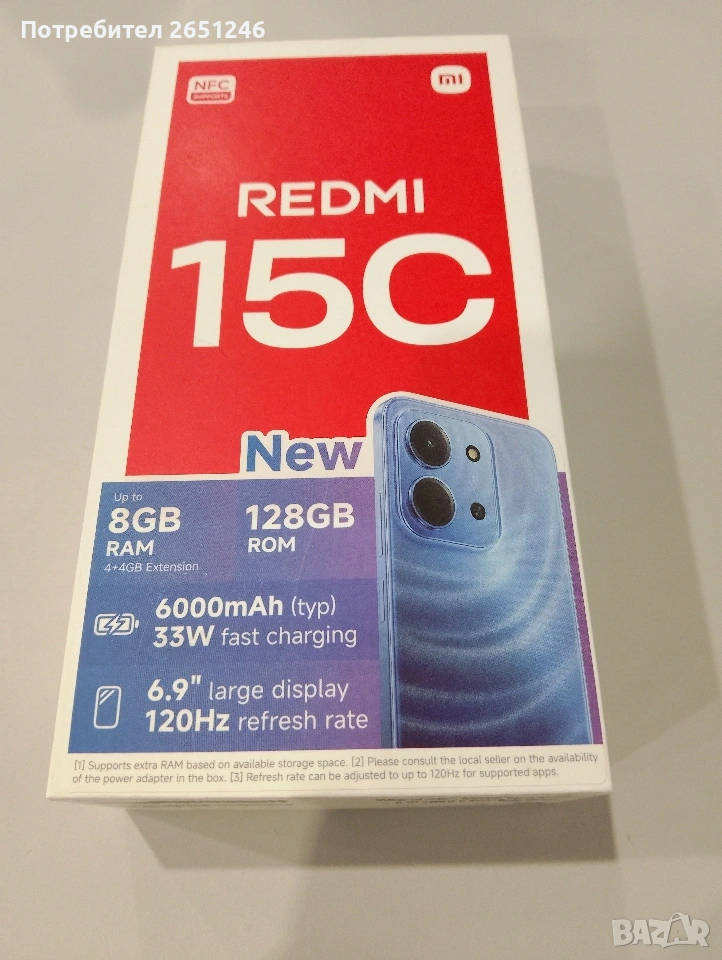 Потребител 2651246
NFC
SUPPORTS
mi
REDMI
15C
New
Up to
8GB
RAM
4+4GB Extension
128GB
ROM
6000mAh (typ)
33W fast charging
6.9" large display
120Hz refresh rate
[1] Supports extra RAM based on available storage space. [2] Please consult the local seller on the availability
of the power adapter in the box. [3] Refresh rate can be adjusted to up to 120Hz for supported apps.
BAZAR